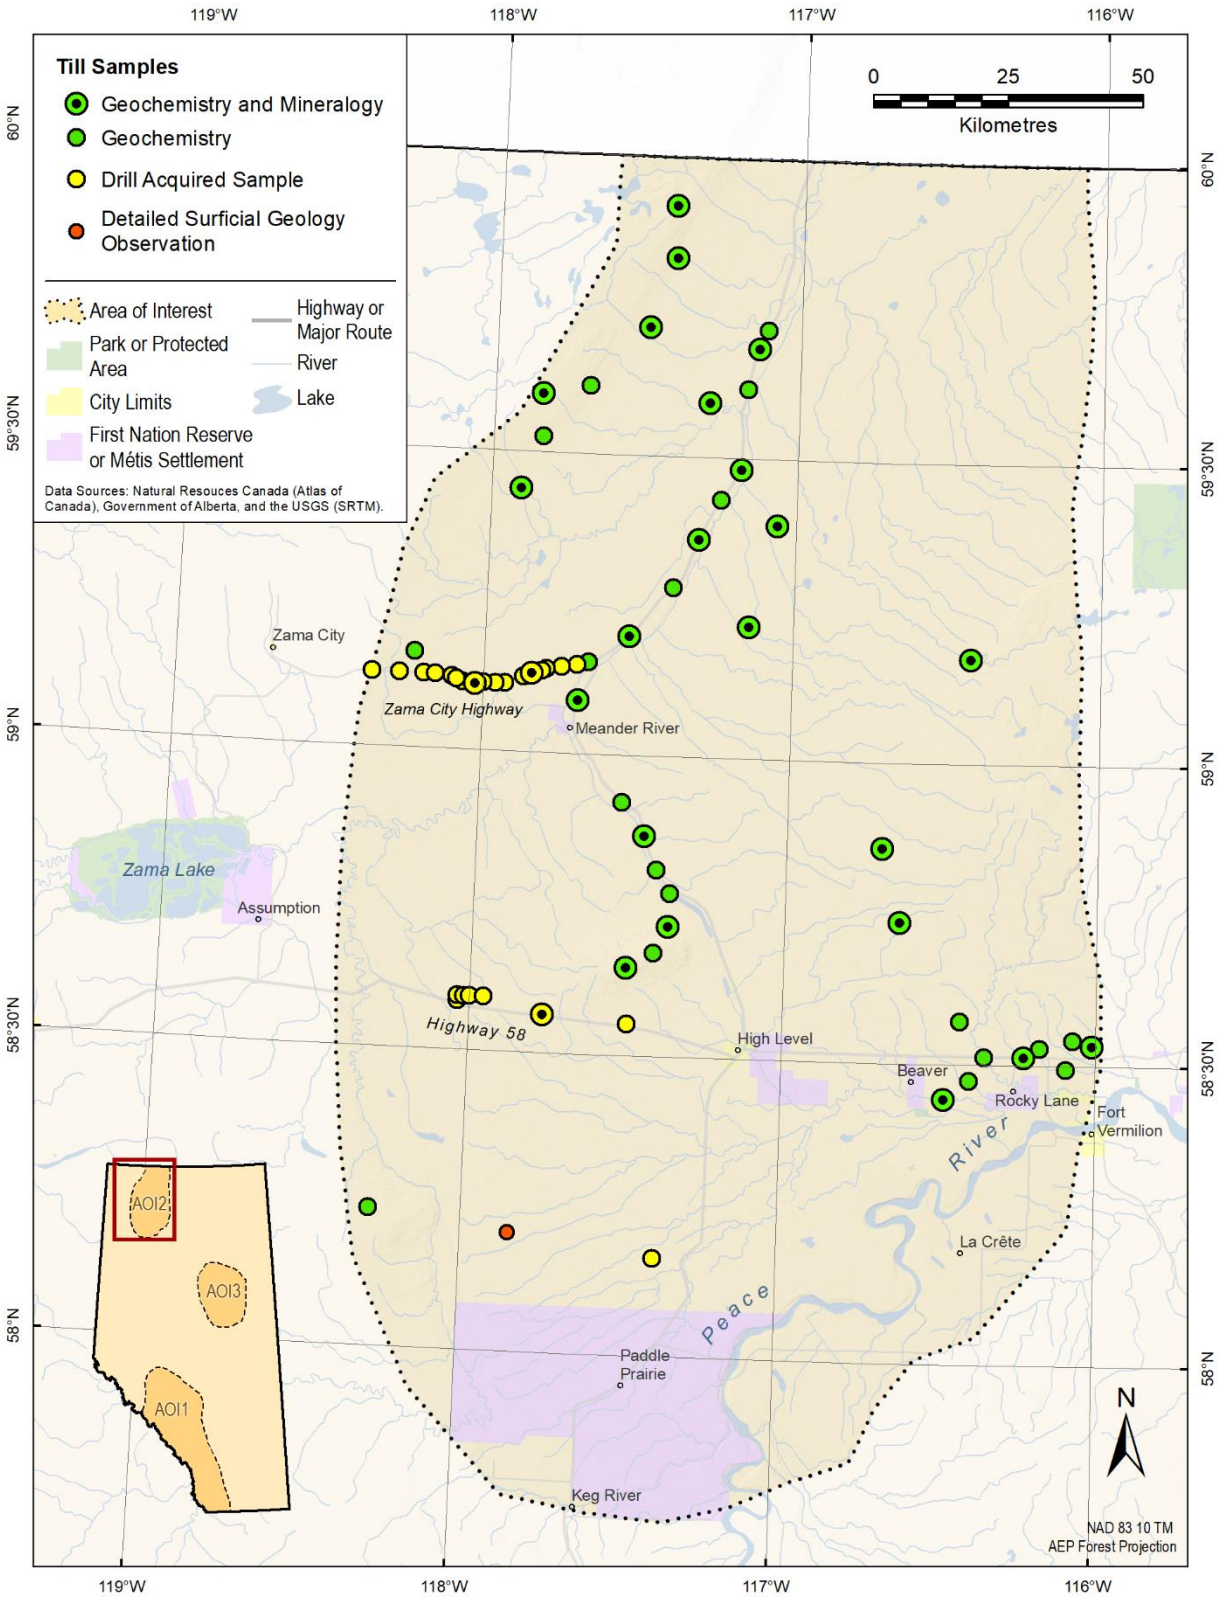 119°W
118°W
117°W
116°W
Till Samples
Geochemistry and Mineralogy
Geochemistry
Drill Acquired Sample
Detailed Surficial Geology
Observation
Area of Interest
Park or Protected
Area
City Limits
First Nation Reserve
or Métis Settlement
Highway or
Major Route
River
Lake
Data Sources: Natural Resouces Canada (Atlas of
Canada), Government of Alberta, and the USGS (SRTM).
0 25 50
Kilometres
60°N
60°N
59°30'N
59°30'N
Zama City
Zama City Highway
Meander River
59°N
59°N
Zama Lake
Assumption
Highway 58
High Level
58°30'N
58°30'N
Beaver
Rocky Lane
Fort
Vermilion
River
La Crête
Peace
Paddle
Prairie
58°N
58°N
Keg River
AOI2
AOI3
AOI1
N
NAD 83 10 TM
AEP Forest Projection
119°W
118°W
117°W
116°W